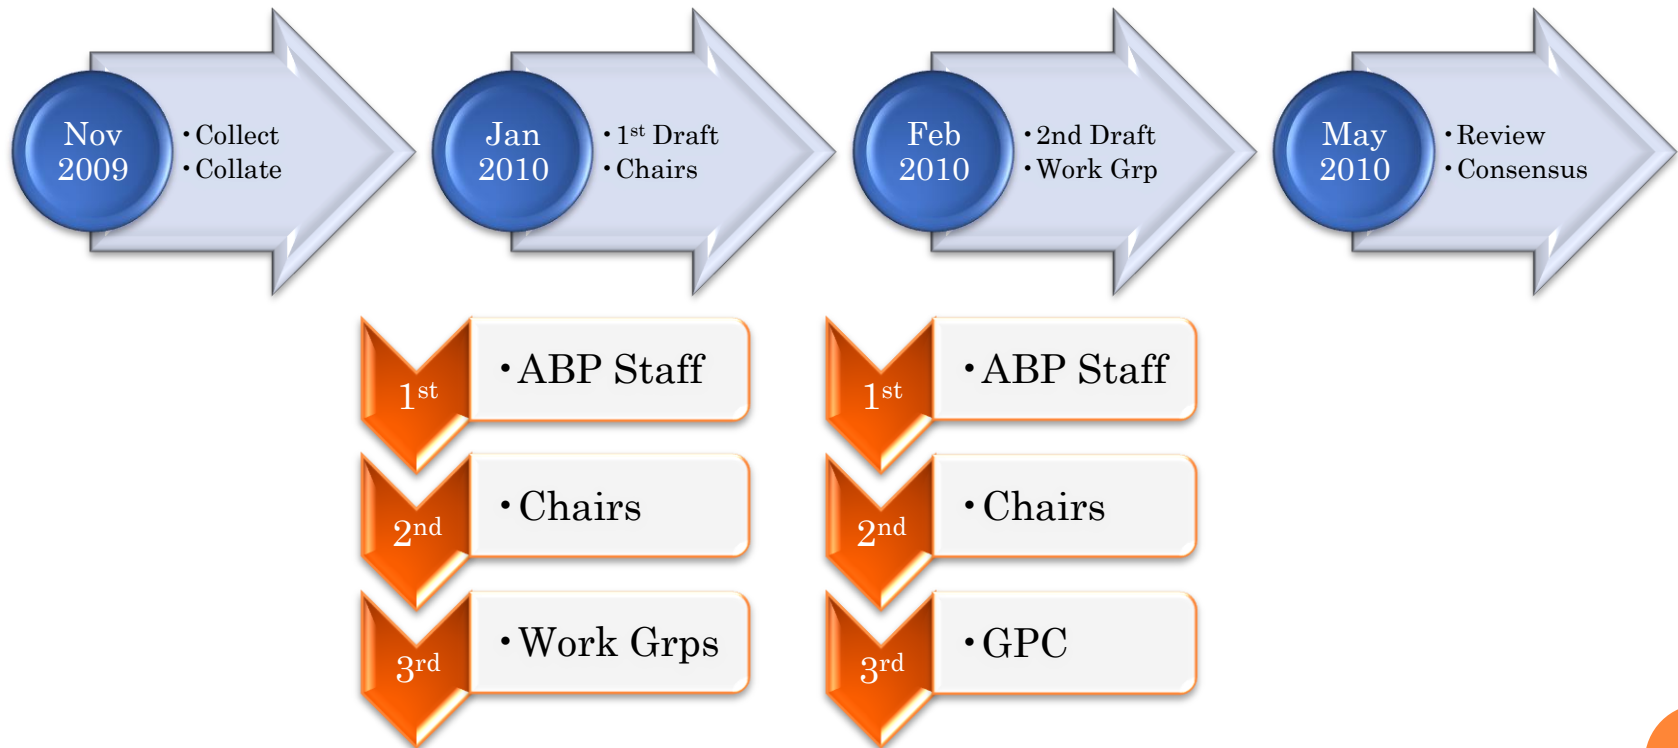 Nov
2009
• Collect
• Collate
Jan
2010
• 1st Draft
• Chairs
Feb
2010
• 2nd Draft
• Work Grp
May
2010
• Review
• Consensus
1st
• ABP Staff
2nd
• Chairs
3rd
• Work Grps
1st
• ABP Staff
2nd
• Chairs
3rd
• GPC